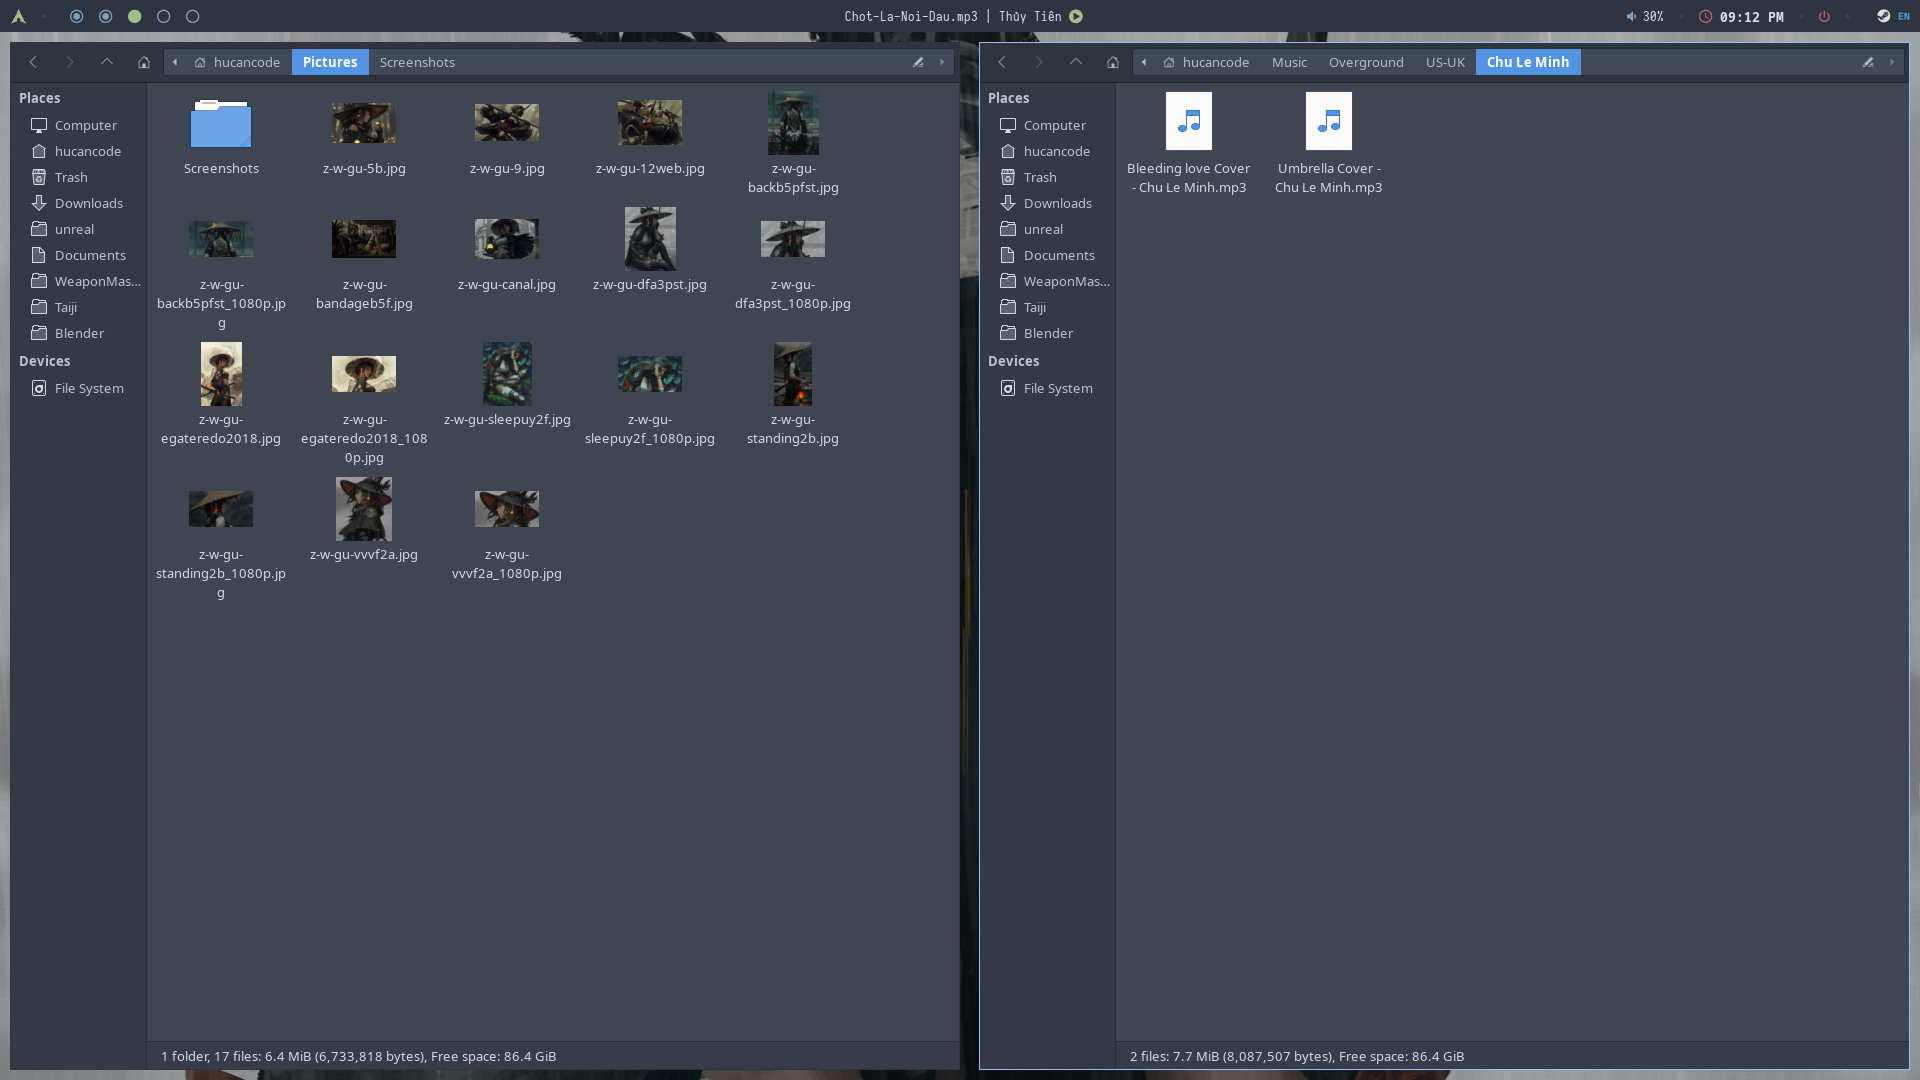 Chot-La-Noi-Dau.mp3 | Thủy Tiên
30%
09:12 PM
EN
hucancode
Pictures
Screenshots
Places
Computer
hucancode
Trash
Downloads
unreal
Documents
WeaponMas...
Taiji
Blender
Devices
File System
Screenshots
z-w-gu-5b.jpg
z-w-gu-9.jpg
z-w-gu-12web.jpg
z-w-gu-
backb5pfst.jpg
z-w-gu-
backb5pfst_1080p.jp
g
z-w-gu-
bandageb5f.jpg
z-w-gu-canal.jpg
z-w-gu-dfa3pst.jpg
z-w-gu-
dfa3pst_1080p.jpg
z-w-gu-
egateredo2018.jpg
z-w-gu-
egateredo2018_108
0p.jpg
z-w-gu-sleepuy2f.jpg
z-w-gu-
sleepuy2f_1080p.jpg
z-w-gu-
standing2b.jpg
z-w-gu-
standing2b_1080p.jp
g
z-w-gu-vvvf2a.jpg
z-w-gu-
vvvf2a_1080p.jpg
1 folder, 17 files: 6.4 MiB (6,733,818 bytes), Free space: 86.4 GiB
hucancode
Music
Overground
US-UK
Chu Le Minh
Places
Computer
hucancode
Trash
Downloads
unreal
Documents
WeaponMas...
Taiji
Blender
Devices
File System
Bleeding love Cover
- Chu Le Minh.mp3
Umbrella Cover -
Chu Le Minh.mp3
2 files: 7.7 MiB (8,087,507 bytes), Free space: 86.4 GiB